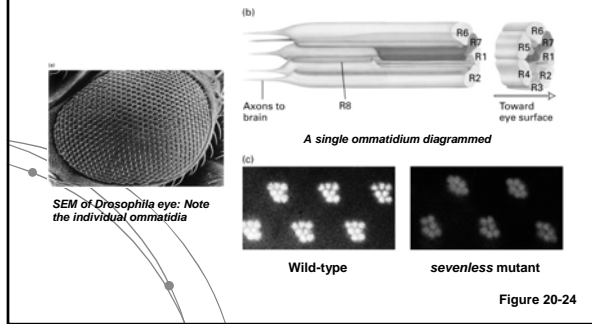 (a)
SEM of Drosophila eye: Note
the individual ommatidia
(b)
R6
R7
R1
R2
Axons to
brain
R8
R6
R7
R5
R1
R4
R2
R3
Toward
eye surface
A single ommatidium diagrammed
(c)
Wild-type
sevenless mutant
Figure 20-24